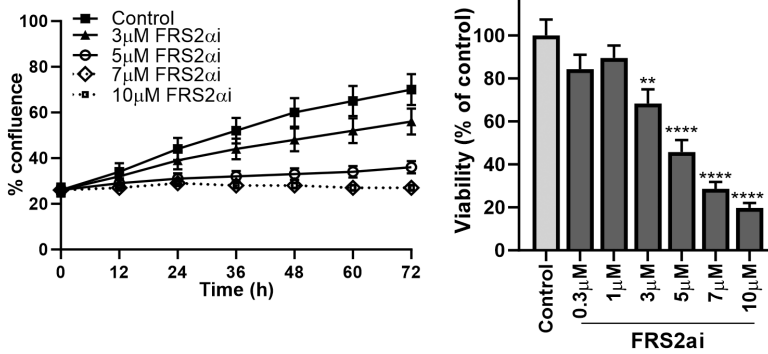 Control
3μM FRS2αi
5μM FRS2αi
7μM FRS2αi
10μM FRS2αi
% confluence
100
80
60
40
20
0
0 12 24 36 48 60 72
Time (h)
Viability (% of control)
100
80
60
40
20
0
**
****
****
****
Control
0.3μM
1μM
3μM
5μM
7μM
10μM
FRS2ai